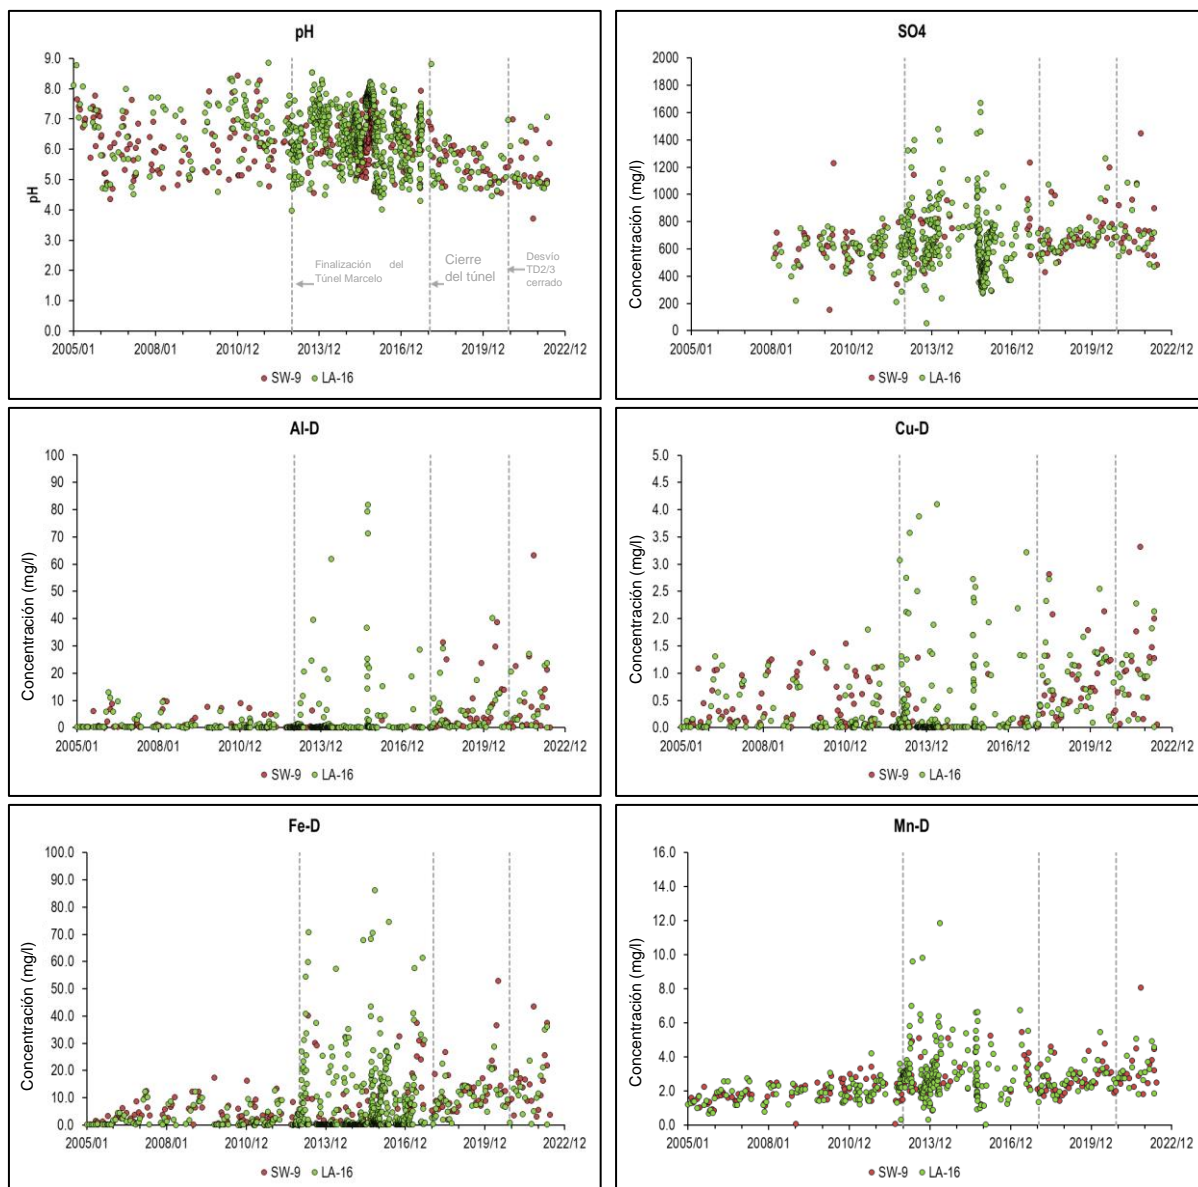 pH
9.0
8.0
7.0
6.0
5.0
4.0
3.0
2.0
1.0
0.0
pH
Finalización del
Túnel Marcelo
Cierre
del túnel
Desvío
TD2/3
cerrado
2005/01 2008/01 2010/12 2013/12 2016/12 2019/12 2022/12
SW-9 LA-16
SO4
2000
1800
1600
1400
1200
1000
800
600
400
200
0
Concentración (mg/l)
2005/01 2008/01 2010/12 2013/12 2016/12 2019/12 2022/12
SW-9 LA-16
Al-D
100
90
80
70
60
50
40
30
20
10
0
Concentración (mg/l)
2005/01 2008/01 2010/12 2013/12 2016/12 2019/12 2022/12
SW-9 LA-16
Cu-D
5.0
4.5
4.0
3.5
3.0
2.5
2.0
1.5
1.0
0.5
0.0
Concentración (mg/l)
2005/01 2008/01 2010/12 2013/12 2016/12 2019/12 2022/12
SW-9 LA-16
Fe-D
100.0
90.0
80.0
70.0
60.0
50.0
40.0
30.0
20.0
10.0
0.0
Concentración (mg/l)
2005/01 2008/01 2010/12 2013/12 2016/12 2019/12 2022/12
SW-9 LA-16
Mn-D
16.0
14.0
12.0
10.0
8.0
6.0
4.0
2.0
0.0
Concentración (mg/l)
2005/01 2008/01 2010/12 2013/12 2016/12 2019/12 2022/12
SW-9 LA-16